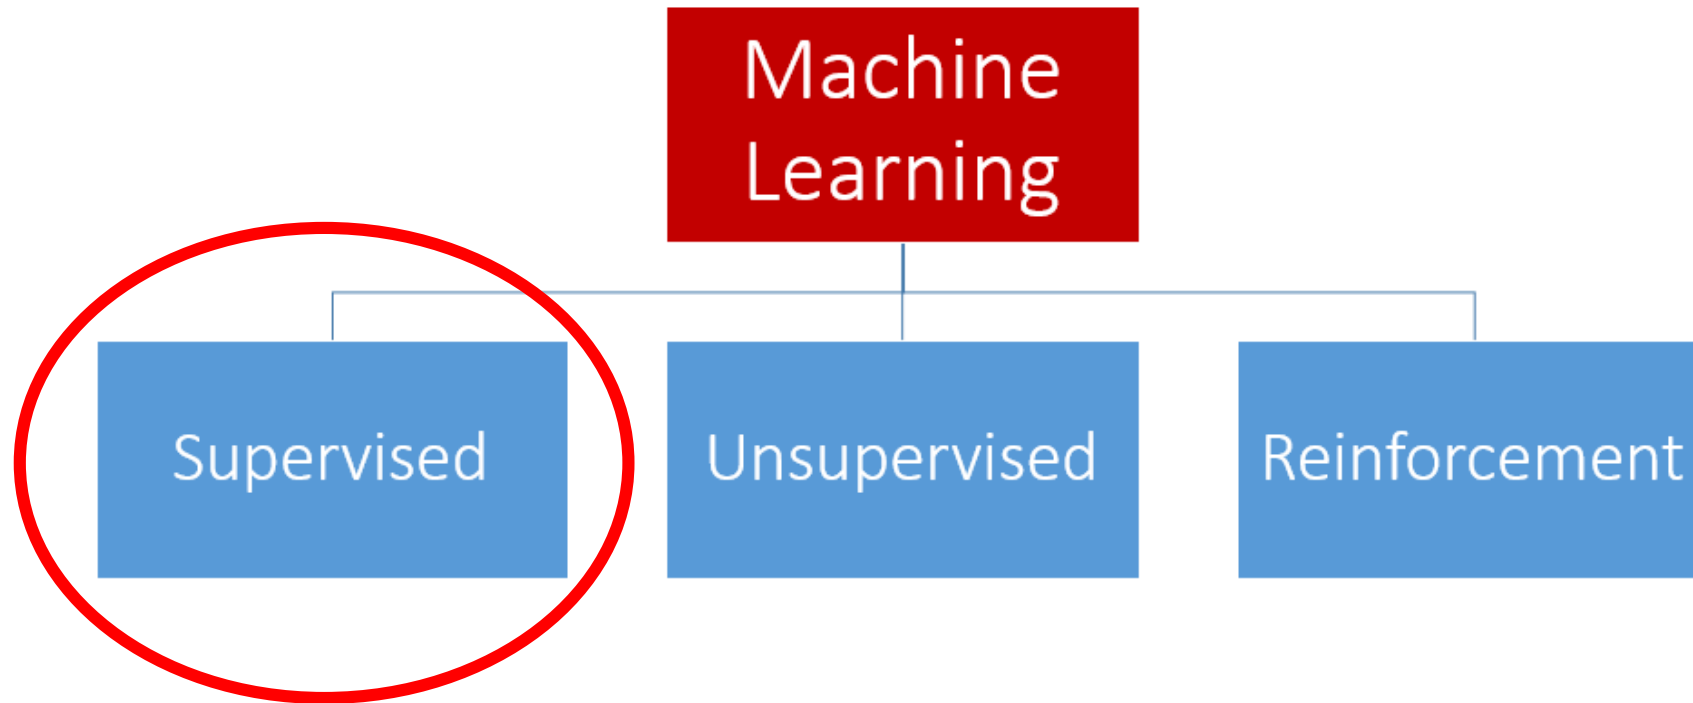 Machine
Learning
Supervised
Unsupervised
Reinforcement